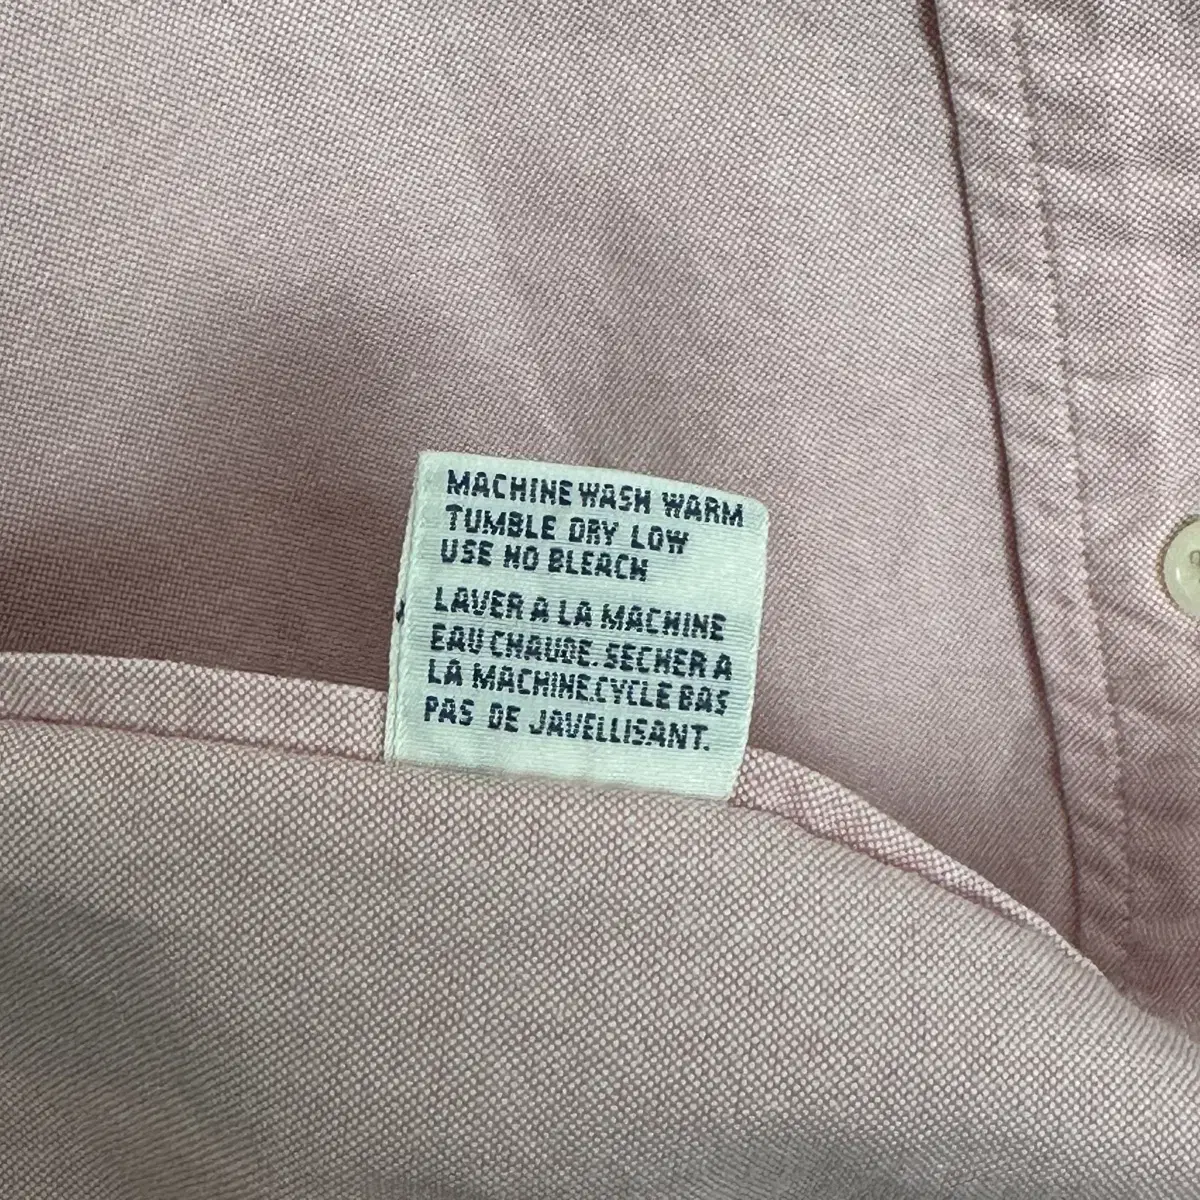 MACHINE WASH WARM
TUMBLE DRY LOW
USE NO BLEACH
LAVER A LA MACHINE
EAU CHAUDE. SECHER A
LA MACHINE.CYCLE BAS
PAS DE JAVELLISANT.